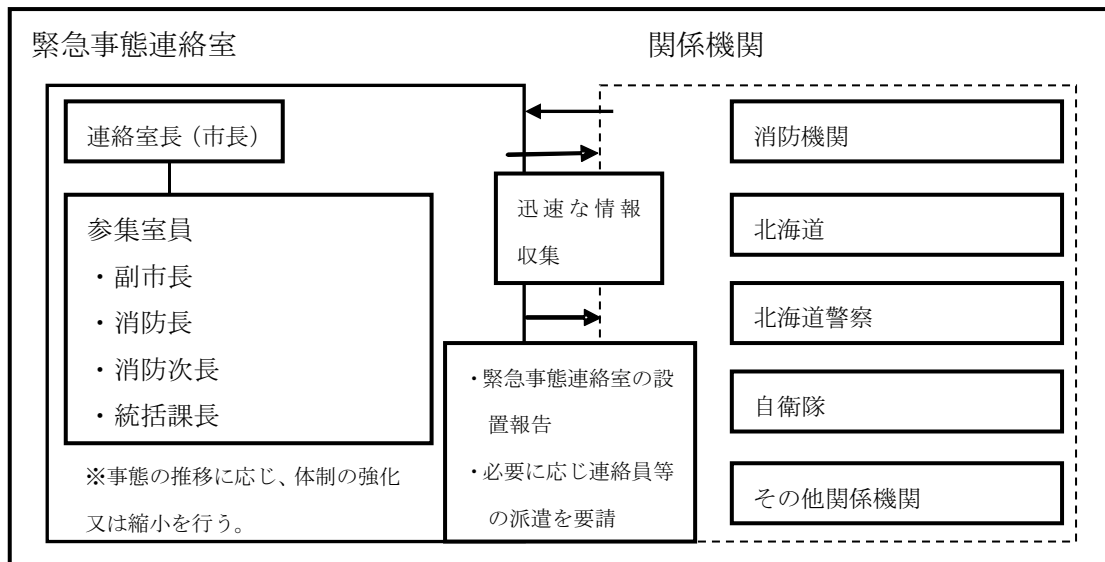 緊急事態連絡室
関係機関
連絡室長（市長）
参集室員
・副市長
・消防長
・消防次長
・統括課長
※事態の推移に応じ、体制の強化
又は縮小を行う。
迅速な情報
収集
・緊急事態連絡室の設
置報告
・必要に応じ連絡員等
の派遣を要請
消防機関
北海道
北海道警察
自衛隊
その他関係機関